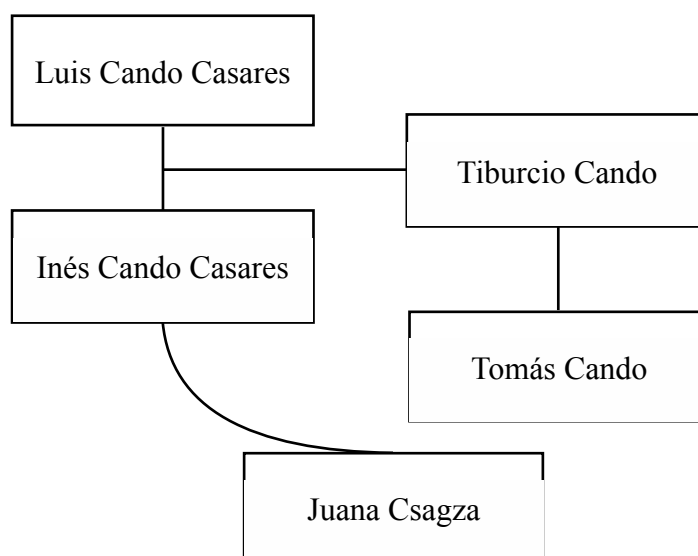 Luis Cando Casares
Tiburcio Cando
Inés Cando Casares
Tomás Cando
Juana Csagza